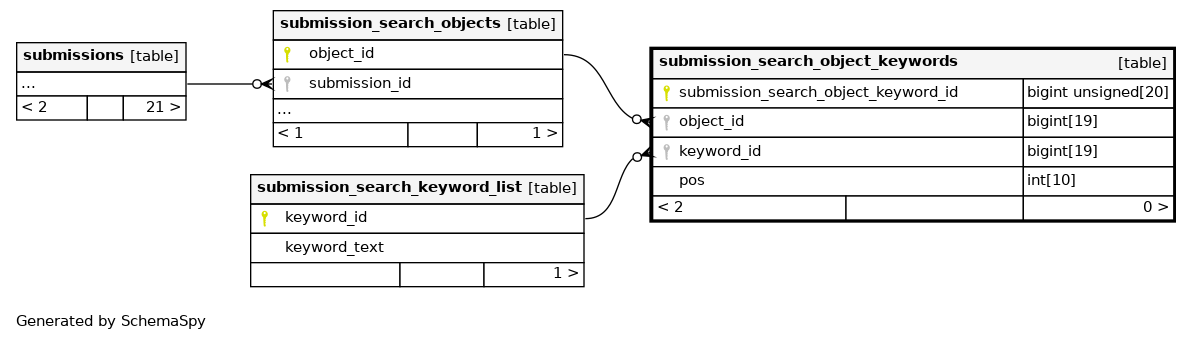 submissions [table]
...
< 2 21 >
submission_search_objects [table]
object_id
submission_id
...
< 1 1 >
submission_search_keyword_list [table]
keyword_id
keyword_text
1 >
submission_search_object_keywords [table]
submission_search_object_keyword_id bigint unsigned[20]
object_id bigint[19]
keyword_id bigint[19]
pos int[10]
< 2 0 >
Generated by SchemaSpy